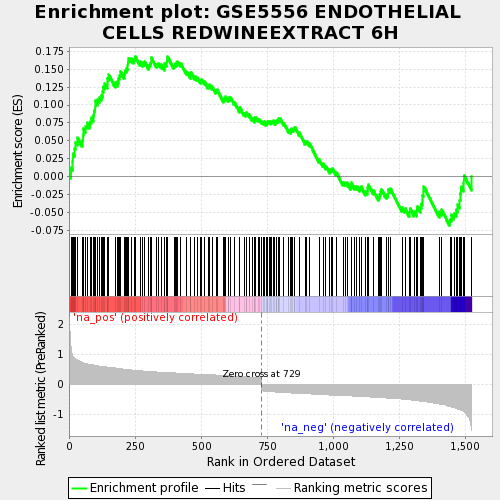 Enrichment plot: GSE5556 ENDOTHELIAL
CELLS REDWINEEXTRACT 6H
Enrichment score (ES)
0.175
0.150
0.125
0.100
0.075
0.050
0.025
0.000
-0.025
-0.050
-0.075
'na_pos' (positively correlated)
Ranked list metric (PreRanked)
2
1
0
-1
Zero cross at 729
'na_neg' (negatively correlated)
0
250
500
750
1,000
1,250
1,500
Rank in Ordered Dataset
Enrichment profile
Hits
Ranking metric scores